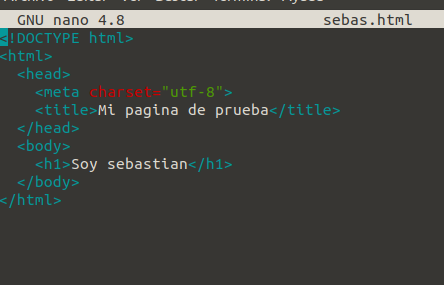 GNU nano 4.8 sebas.html
<!DOCTYPE html>
<html>
<head>
<meta charset="utf-8">
<title>Mi pagina de prueba</title>
</head>
<body>
<h1>Soy sebastian</h1>
</body>
</html>